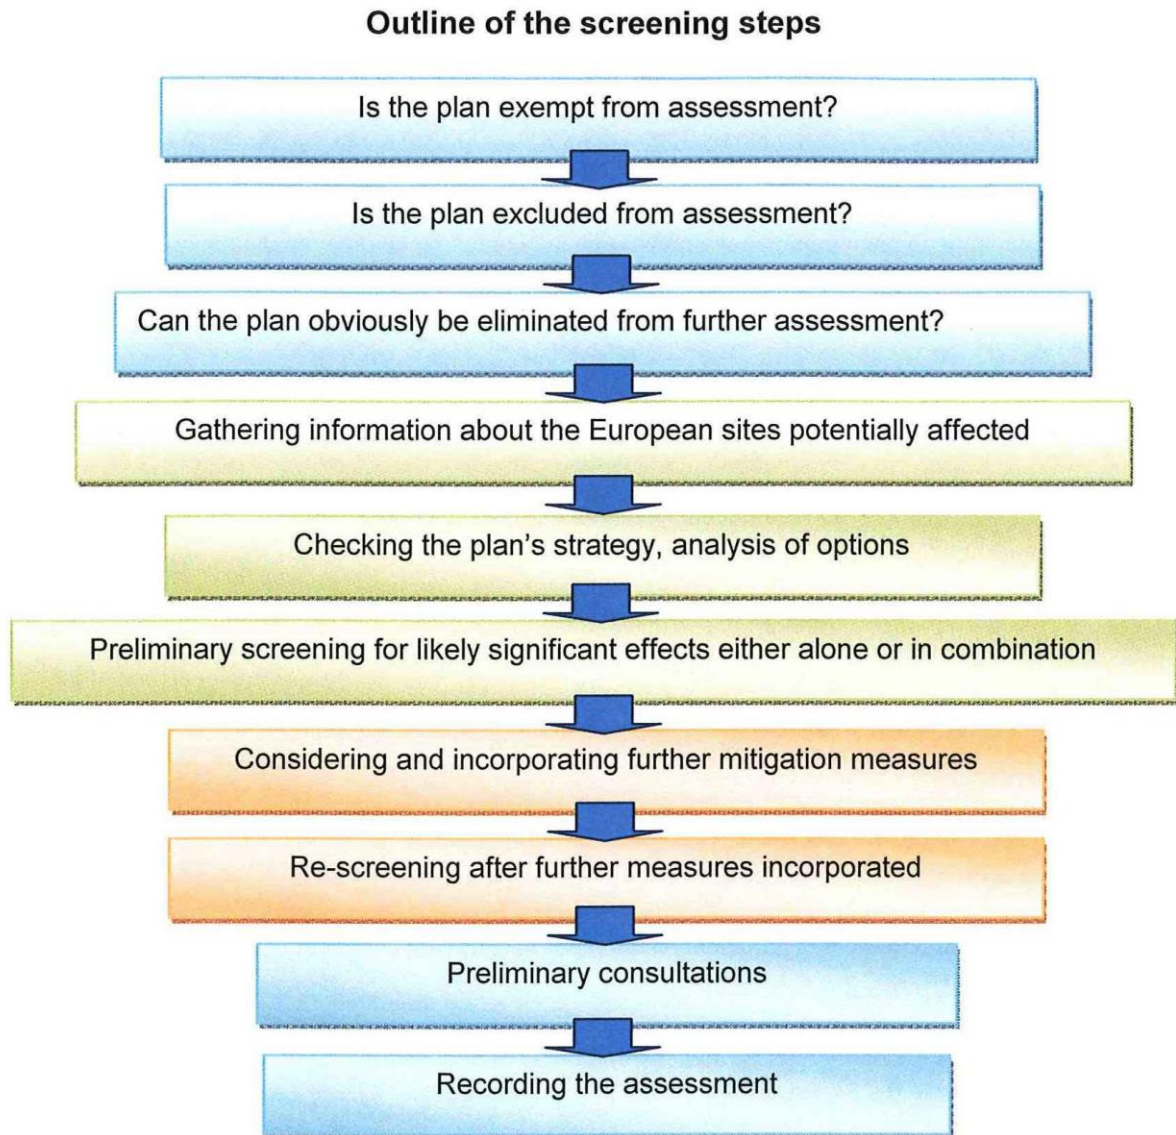 Outline of the screening steps
Is the plan exempt from assessment?
Is the plan excluded from assessment?
Can the plan obviously be eliminated from further assessment?
Gathering information about the European sites potentially affected
Checking the plan's strategy, analysis of options
Preliminary screening for likely significant effects either alone or in combination
Considering and incorporating further mitigation measures
Re-screening after further measures incorporated
Preliminary consultations
Recording the assessment